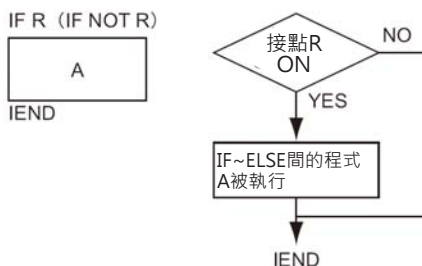 IF R (IF NOT R)
A
IEND
接點R
ON
NO
YES
IF~ELSE間的程式
A被執行
IEND